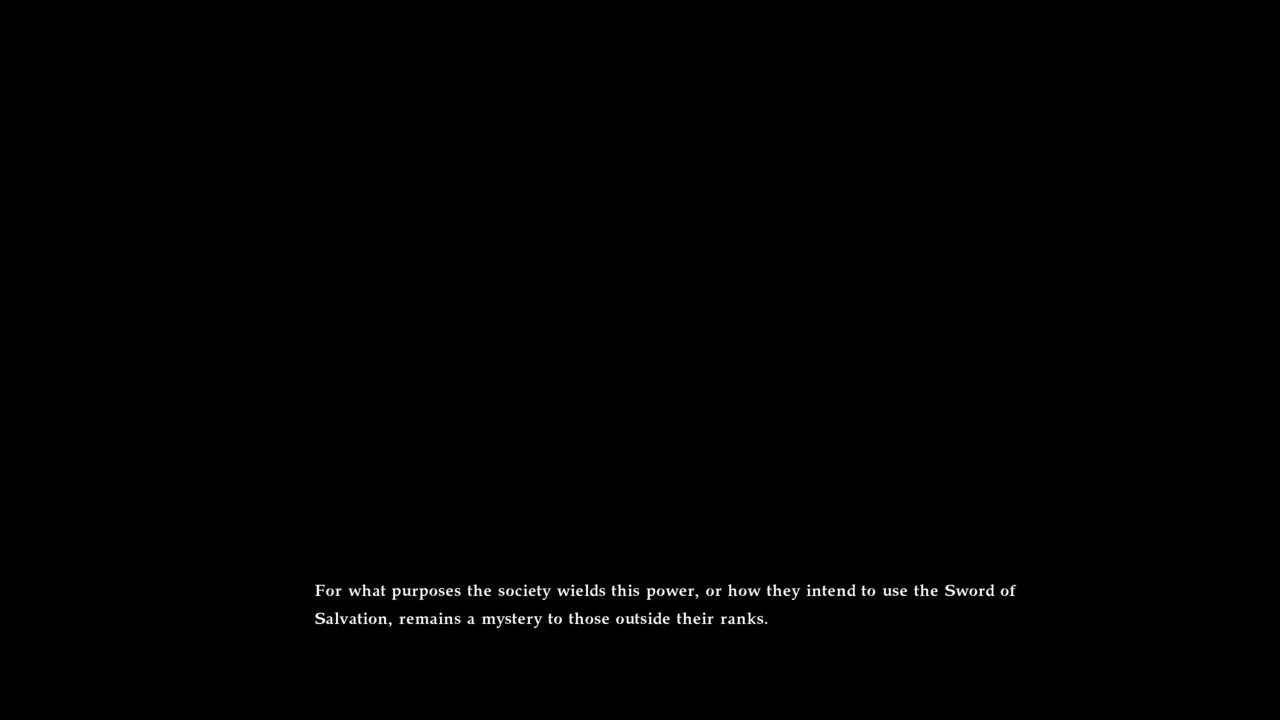 For what purposes the society wields this power, or how they intend to use the Sword of
Salvation, remains a mystery to those outside their ranks.